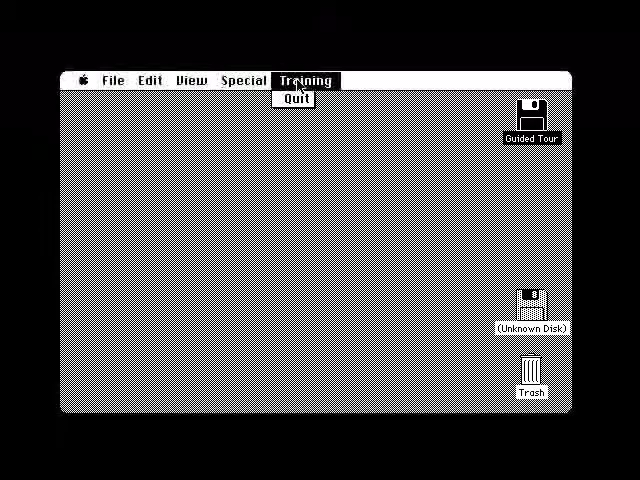 File Edit View Special Training
Quit
Guided Tour
(Unknown Disk)
Trash